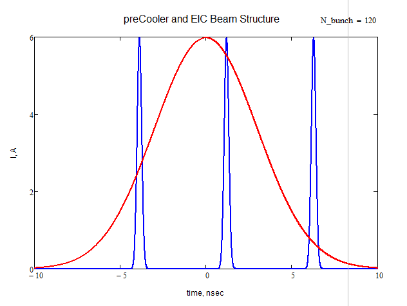 preCooler and EIC Beam Structure
N_bunch = 120
6
4
2
0
I, A
− 10
− 5
0
5
10
time, nsec